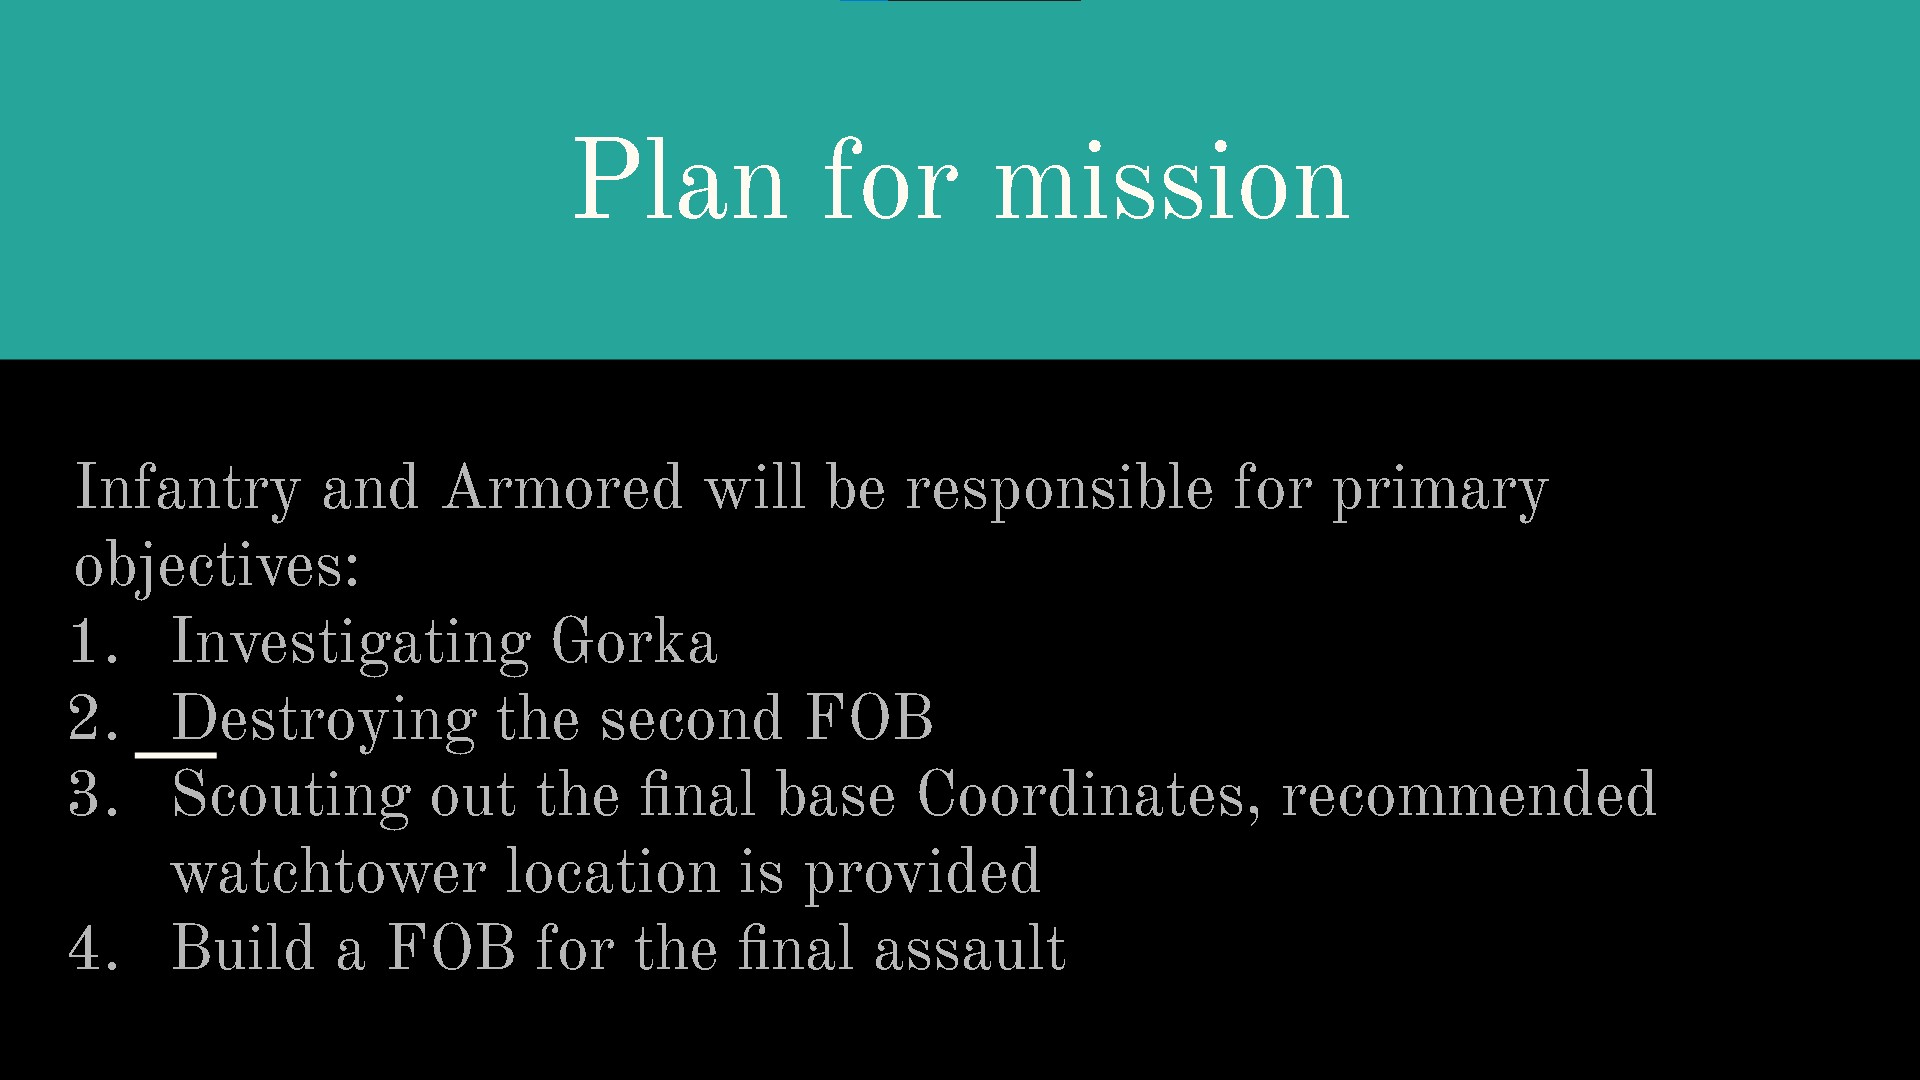 Plan for mission
Infantry and Armored will be responsible for primary
objectives:
1. Investigating Gorka
2. Destroying the second FOB
3. Scouting out the final base Coordinates, recommended
watchtower location is provided
4. Build a FOB for the final assault